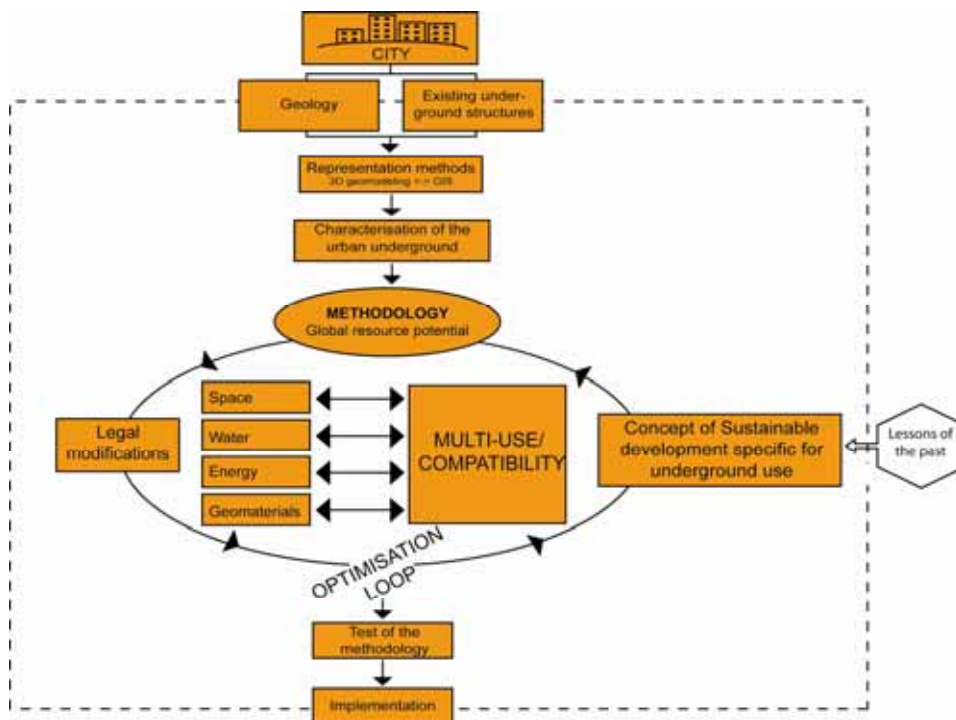 CITY
Geology
Existing under-
ground structures
Representation methods
3D geomodeling <-> GIS
Characterisation of the
urban underground
METHODOLOGY
Global resource potential
Space
Water
Energy
Geomaterials
MULTI-USE/
COMPATIBILITY
Legal
modifications
Concept of Sustainable
development specific for
underground use
Lessons of
the past
OPTIMISATION
LOOP
Test of the
methodology
Implementation